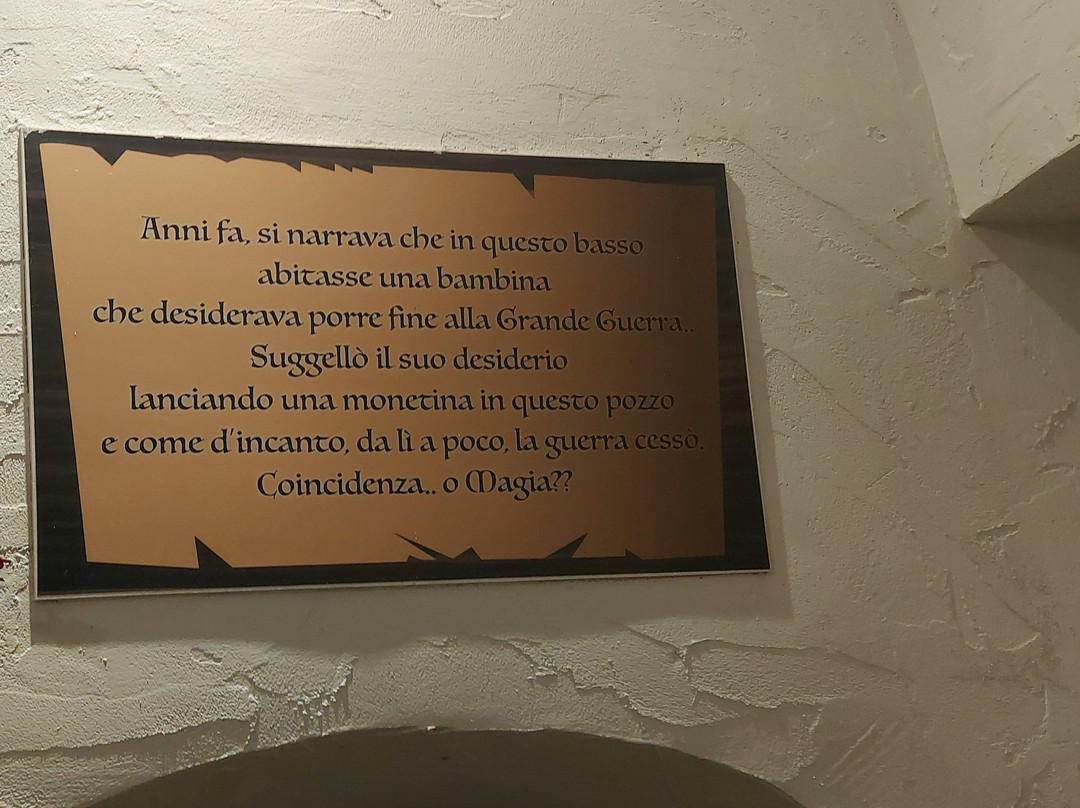 Anni fa, si narrava che in questo basso
abitasse una bambina
che desiderava porre fine alla Grande Guerra..
Suggellò il suo desiderio
lanciando una monetina in questo pozzo
e come d'incanto, da lì a poco, la guerra cessò.
Coincidenza.. o Magia??